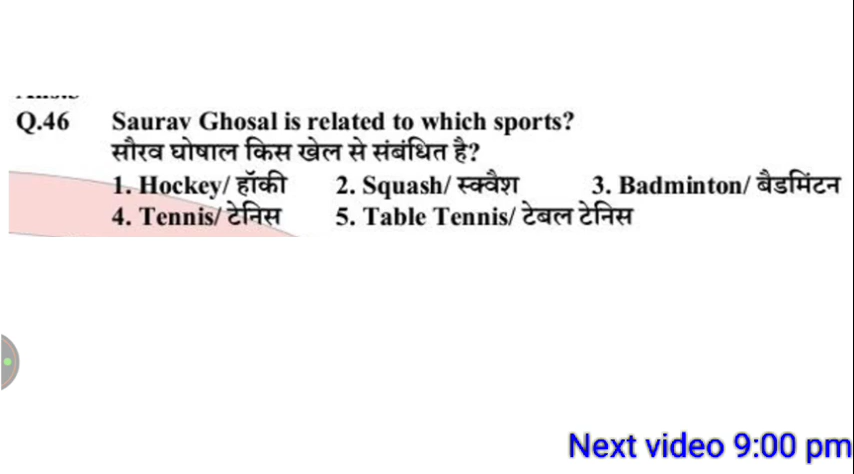 Q.46 Saurav Ghosal is related to which sports?
सौरव घोषाल किस खेल से संबंधित है?
1. Hockey/ हॉकी 2. Squash/ स्क्वैश 3. Badminton/ बैडमिंटन
4. Tennis/ टेनिस 5. Table Tennis/ टेबल टेनिस
Next video 9:00 pm